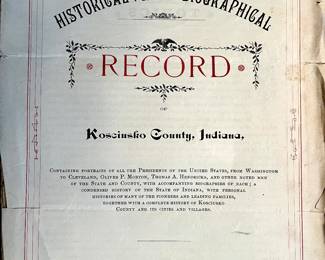 HISTORICAL BIOGRAPHICAL
RECORD
OF
Kosciusko County, Indiana,
CONTAINING PORTRAITS OF ALL THE PRESIDENTS OF THE UNITED STATES, FROM WASHINGTON
TO CLEVELAND, OLIVER P. MORTON, THOMAS A. HENDRICKS, AND OTHER NOTED MEN
OF THE STATE AND COUNTY, WITH ACCOMPANYING BIOGRAPHIES OF EACH; A
CONDENSED HISTORY OF THE STATE OF INDIANA, WITH PERSONAL
HISTORIES OF MANY OF THE PIONEERS AND LEADING FAMILIES,
TOGETHER WITH A COMPLETE HISTORY OF KOSCIUSKO
COUNTY AND ITS CITIES AND VILLAGES.